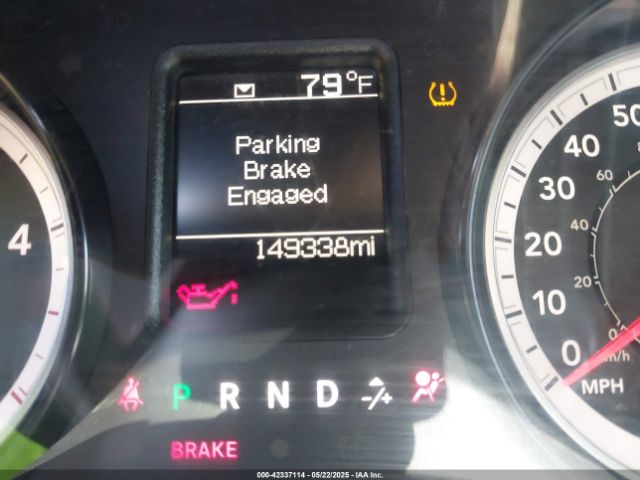 79°F
Parking
Brake
Engaged
149338mi
4
50
40
30
20
10
0
60
40
20
0
MPH
P R N D -/+
BRAKE
000-42337114 - 05/22/2025 - IAA Inc.